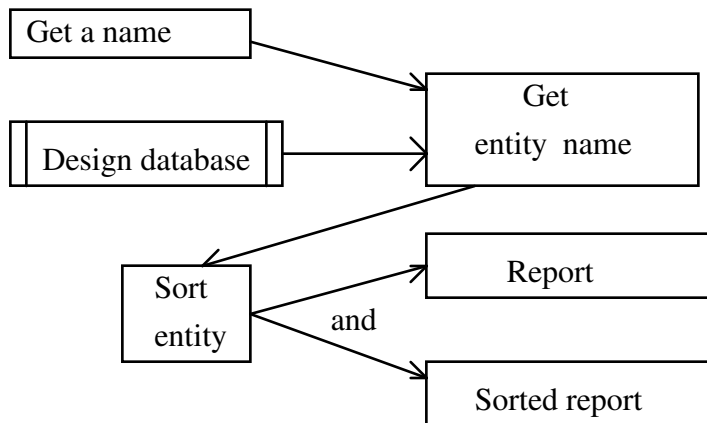 Get a name
Get
entity name
Design database
Sort
entity
Report
and
Sorted report